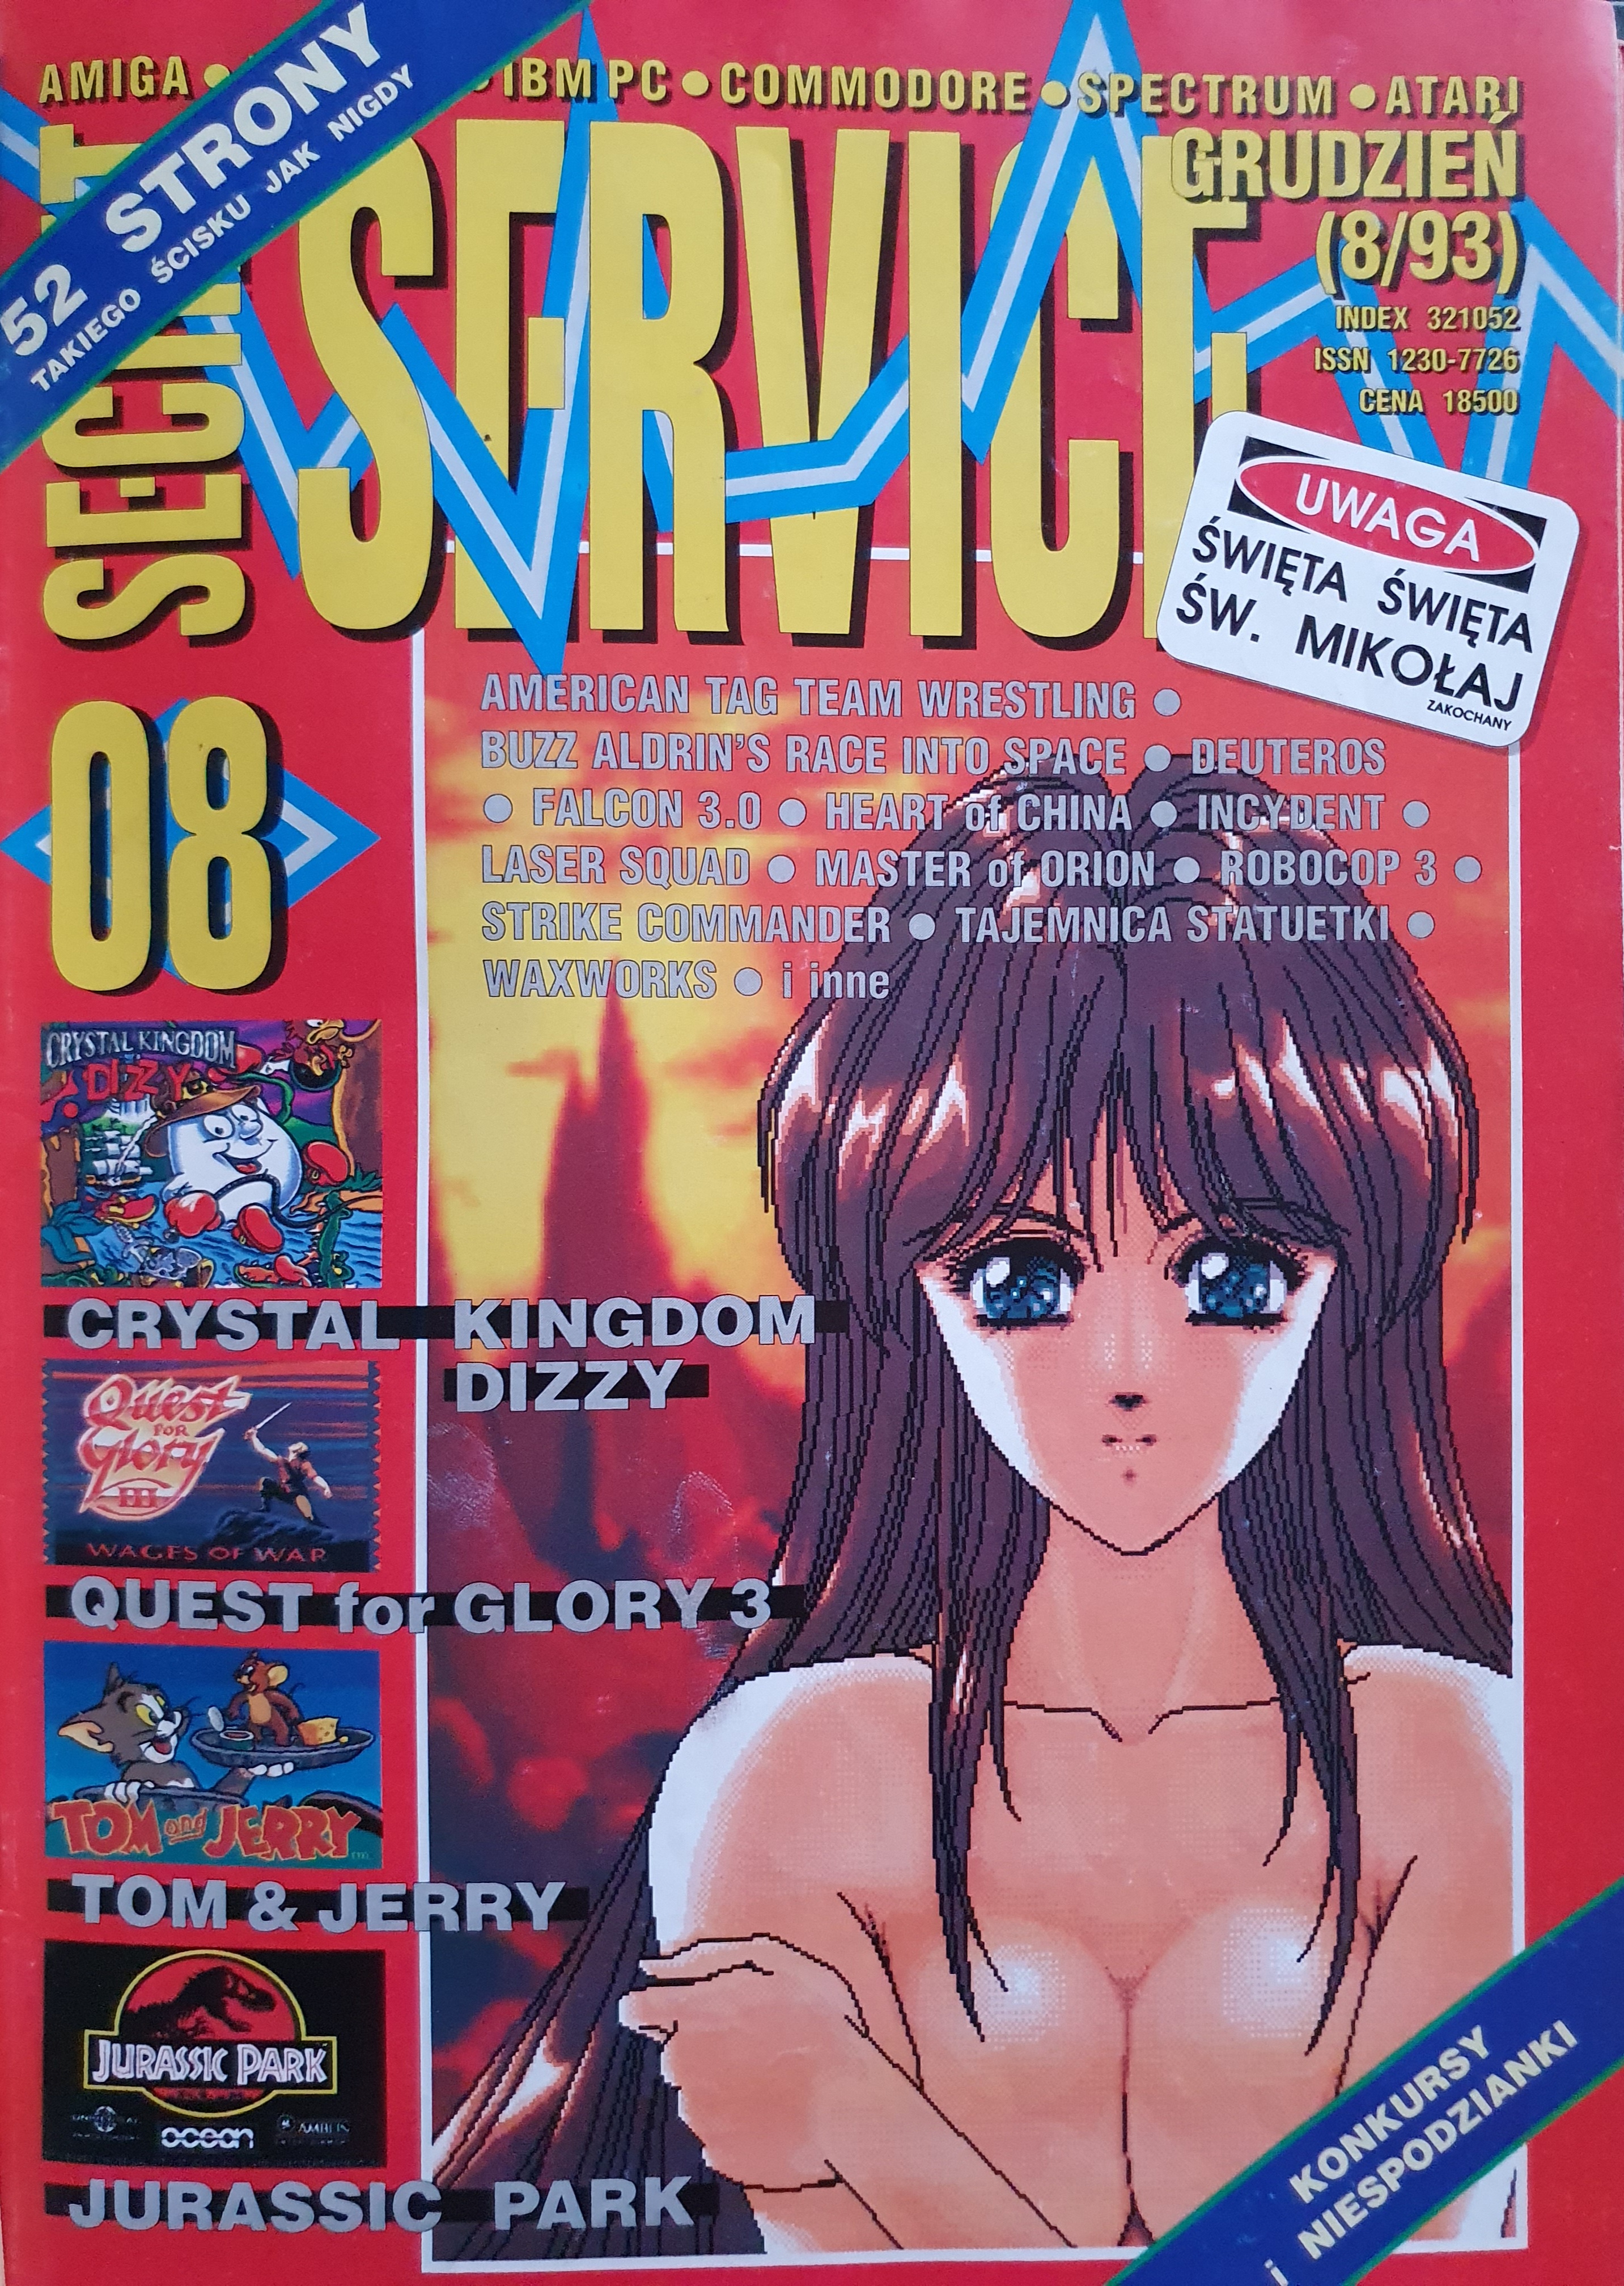 52 STRONY
TAKIEGO ŚCISKU JAK NIGDY
AMIGA • • IBM PC • COMMODORE • SPECTRUM • ATARI
SERVICE
GRUDZIEŃ
(8/93)
INDEX 321052
ISSN 1230-7726
CENA 18500
UWAGA
ŚWIĘTA ŚWIĘTA
ŚW. MIKOŁAJ
ZAKOCHANY
08
AMERICAN TAG TEAM WRESTLING •
BUZZ ALDRIN'S RACE INTO SPACE • DEUTEROS
• FALCON 3.0 • HEART of CHINA • INCYDENT •
LASER SQUAD • MASTER of ORION • ROBOCOP 3 •
STRIKE COMMANDER • TAJEMNICA STATUETKI •
WAXWORKS • i inne
CRYSTAL KINGDOM
DIZZY
CRYSTAL KINGDOM
DIZZY
Quest
FOR
Glory
III
WAGES OF WAR
QUEST for GLORY 3
TOM and JERRY
TOM & JERRY
JURASSIC PARK
ocean
AMBLIN
JURASSIC PARK
KONKURSY
i NIESPODZIANKI